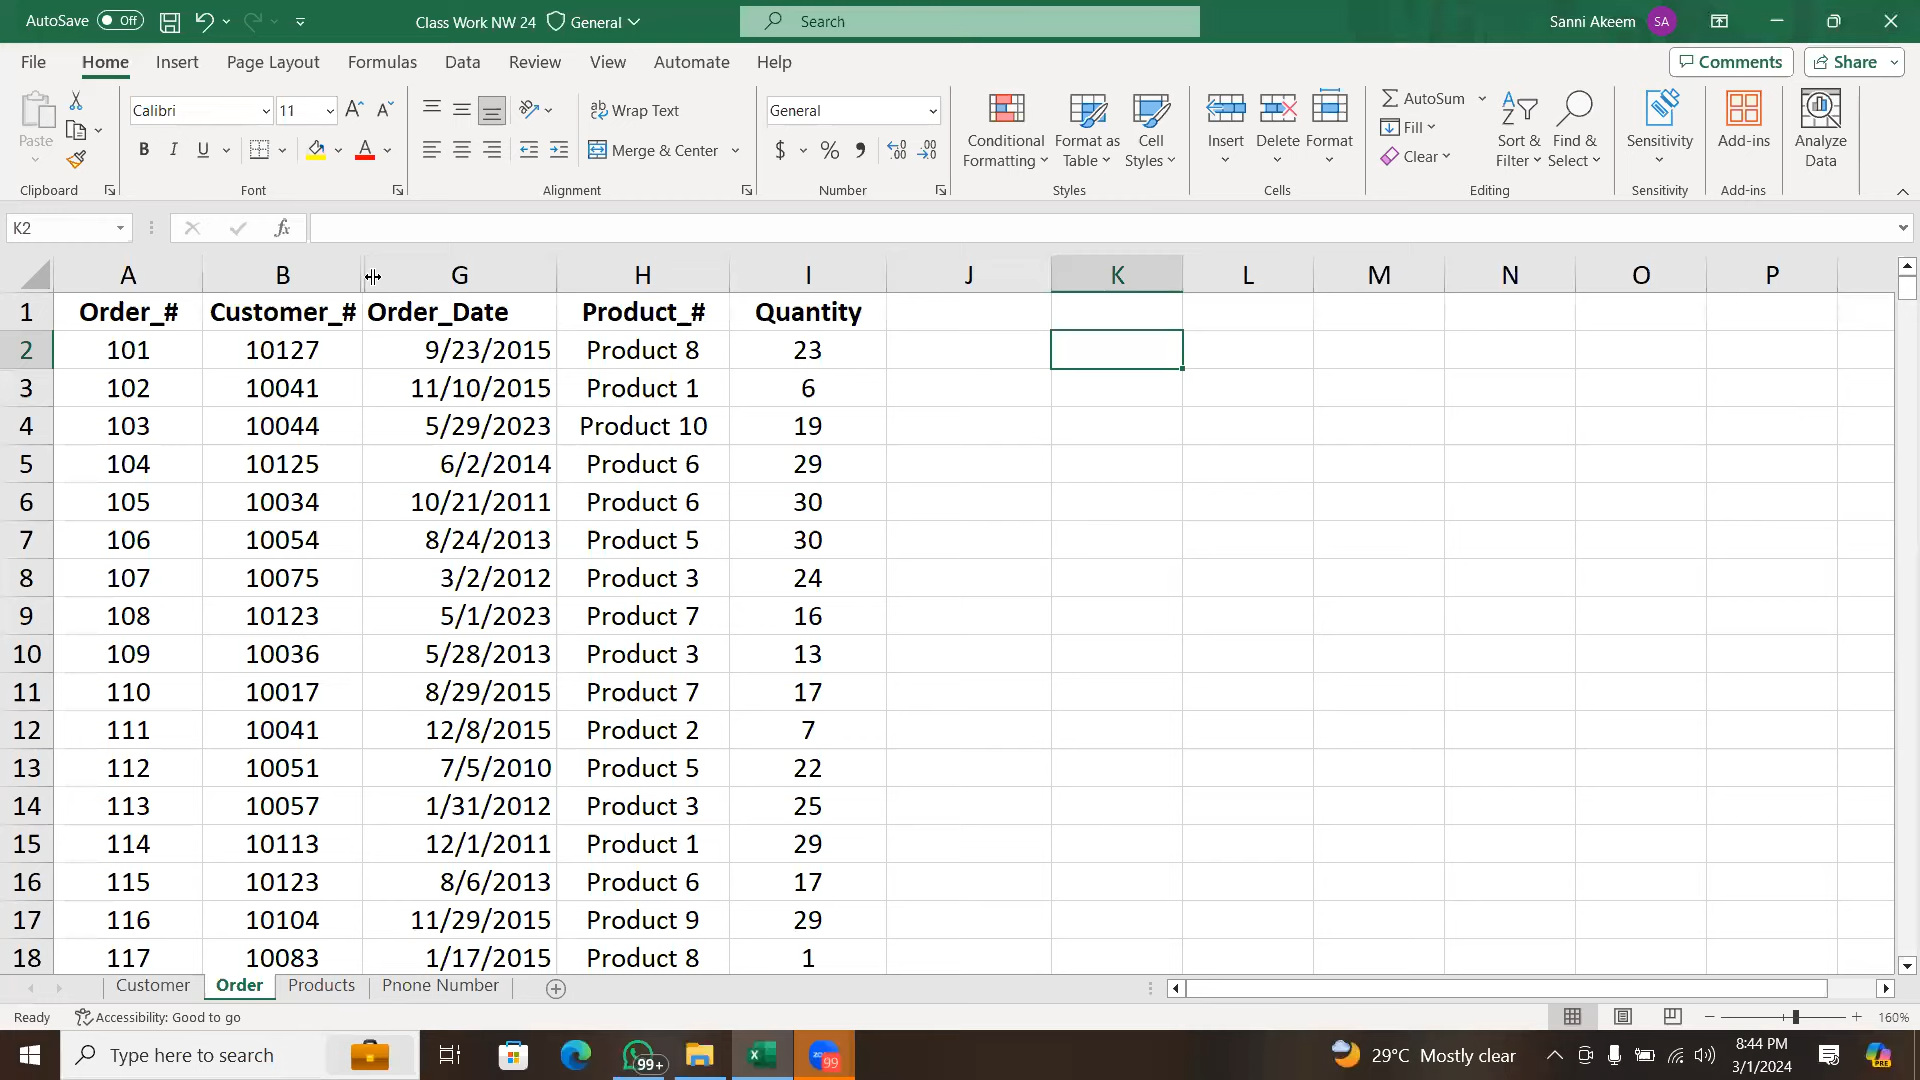 AutoSave Off Class Work NW 24 General Search Sanni Akeem SA
File Home Insert Page Layout Formulas Data Review View Automate Help Comments Share
Paste Calibri 11 Wrap Text General Conditional Formatting Format as Table Cell Styles Insert Delete Format AutoSum Fill Clear Sort & Filter Find & Select Sensitivity Add-ins Analyze Data
B I U Merge & Center $ %
Clipboard Font Alignment Number Styles Cells Editing Sensitivity Add-ins
K2 fx
A B G H I J K L M N O P
1 Order_# Customer_# Order_Date Product_# Quantity
2 101 10127 9/23/2015 Product 8 23
3 102 10041 11/10/2015 Product 1 6
4 103 10044 5/29/2023 Product 10 19
5 104 10125 6/2/2014 Product 6 29
6 105 10034 10/21/2011 Product 6 30
7 106 10054 8/24/2013 Product 5 30
8 107 10075 3/2/2012 Product 3 24
9 108 10123 5/1/2023 Product 7 16
10 109 10036 5/28/2013 Product 3 13
11 110 10017 8/29/2015 Product 7 17
12 111 10041 12/8/2015 Product 2 7
13 112 10051 7/5/2010 Product 5 22
14 113 10057 1/31/2012 Product 3 25
15 114 10113 12/1/2011 Product 1 29
16 115 10123 8/6/2013 Product 6 17
17 116 10104 11/29/2015 Product 9 29
18 117 10083 1/17/2015 Product 8 1
Customer Order Products Pnone Number
Ready Accessibility: Good to go 160%
Type here to search 99+ 99 29°C Mostly clear 8:44 PM
3/1/2024